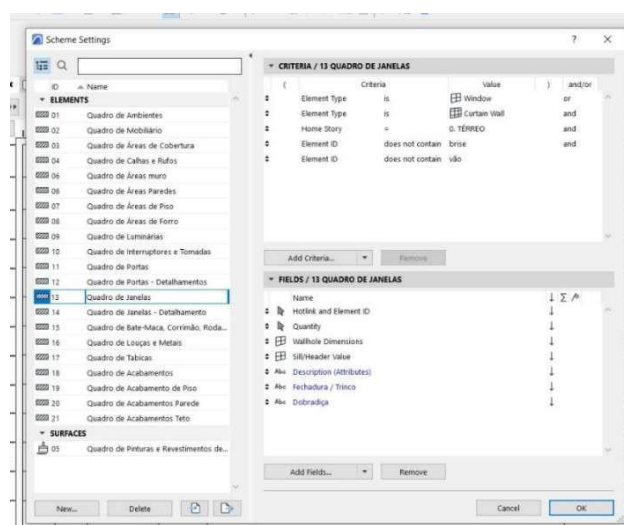 Scheme Settings
? ×
ID Name
ELEMENTS
01 Quadro de Ambientes
02 Quadro de Mobiliário
03 Quadro de Áreas de Cobertura
04 Quadro de Calhas e Rufos
06 Quadro de Áreas muro
06 Quadro de Áreas Paredes
07 Quadro de Áreas de Piso
08 Quadro de Áreas de Forro
09 Quadro de Luminárias
10 Quadro de Interruptores e Tomadas
11 Quadro de Portas
12 Quadro de Portas - Detalhamentos
13 Quadro de Janelas
14 Quadro de Janelas - Detalhamento
15 Quadro de Bate-Maca, Corrimão, Roda...
16 Quadro de Louças e Metais
17 Quadro de Tabicas
18 Quadro de Acabamentos
19 Quadro de Acabamento de Piso
20 Quadro de Acabamentos Parede
21 Quadro de Acabamentos Teto
SURFACES
05 Quadro de Pinturas e Revestimentos de...
New... Delete
CRITERIA / 13 QUADRO DE JANELAS
( Criteria Value ) and/or
Element Type is Window or
Element Type is Curtain Wall and
Home Story = 0. TÉRREO and
Element ID does not contain brise and
Element ID does not contain vão
Add Criteria... Remove
FIELDS / 13 QUADRO DE JANELAS
Name
Hotlink and Element ID
Quantity
Wallhole Dimensions
Sill/Header Value
Abc Description (Attributes)
Abc Fechadura / Trinco
Abc Dobradiça
Add Fields... Remove
Cancel OK